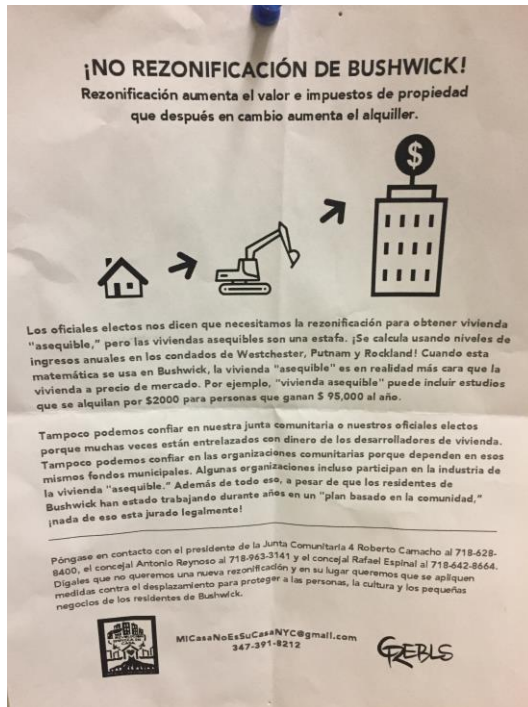 ¡NO REZONIFICACIÓN DE BUSHWICK!
Rezonificación aumenta el valor e impuestos de propiedad
que después en cambio aumenta el alquiller.
$
Los oficiales electos nos dicen que necesitamos la rezonificación para obtener vivienda
"asequible," pero las viviendas asequibles son una estafa. ¡Se calcula usando niveles de
ingresos anuales en los condados de Westchester, Putnam y Rockland! Cuando esta
matemática se usa en Bushwick, la vivienda "asequible" es en realidad más cara que la
vivienda a precio de mercado. Por ejemplo, "vivienda asequible" puede incluir estudios
que se alquilan por $2000 para personas que ganan $ 95,000 al año.
Tampoco podemos confiar en nuestra junta comunitaria o nuestros oficiales electos
porque muchas veces están entrelazados con dinero de los desarrolladores de vivienda.
Tampoco podemos confiar en las organizaciones comunitarias porque dependen en esos
mismos fondos municipales. Algunas organizaciones incluso participan en la industria de
la vivienda "asequible." Además de todo eso, a pesar de que los residentes de
Bushwick han estado trabajando durante años en un "plan basado en la comunidad,"
¡nada de eso esta jurado legalmente!
Póngase en contacto con el presidente de la Junta Comunitaria 4 Roberto Camacho al 718-628-
8400, el concejal Antonio Reynoso al 718-963-3141 y el concejal Rafael Espinal al 718-642-8664.
Digales que no queremos una nueva rezonificación y en su lugar queremos que se apliquen
medidas contra el desplazamiento para proteger a las personas, la cultura y los pequeñas
negocios de los residentes de Bushwick.
MiCasaNoEsSuCasaNYC@gmail.com
347-391-8212